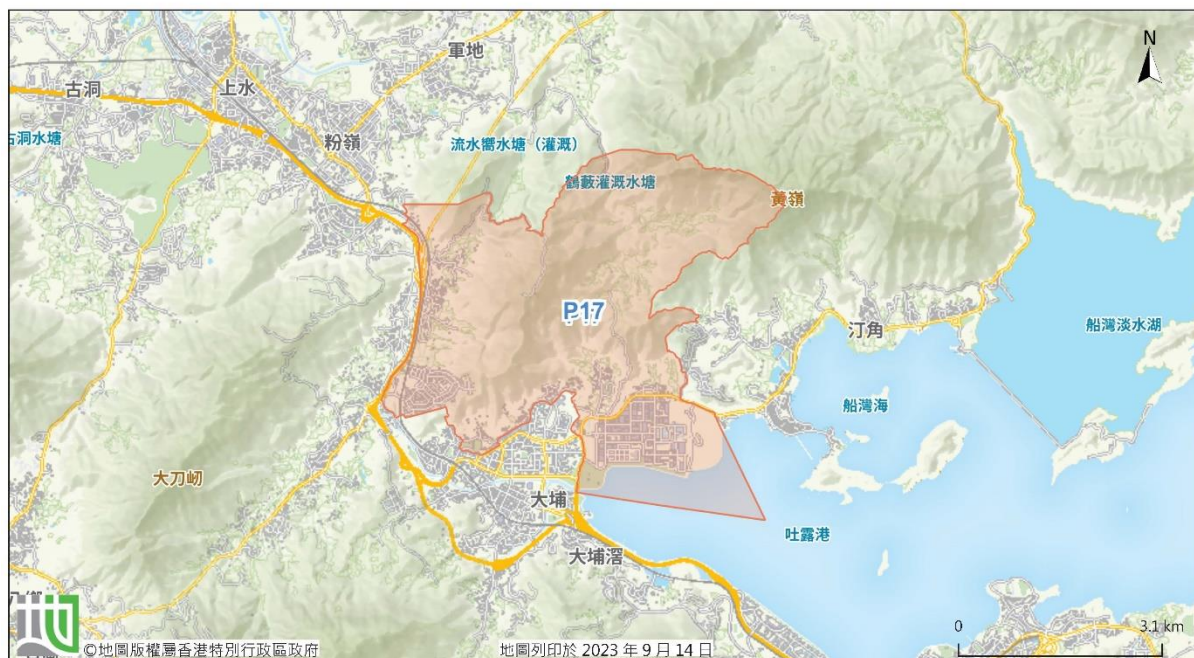 N
軍地
古洞
上水
古洞水塘
粉嶺
流水響水塘（灌溉）
鶴藪灌溉水塘
黃嶺
P17
汀角
船灣淡水湖
船灣海
大刀屻
大埔
吐露港
大埔滘
0
3.1 km
©地圖版權屬香港特別行政區政府
地圖列印於 2023 年 9 月 14 日